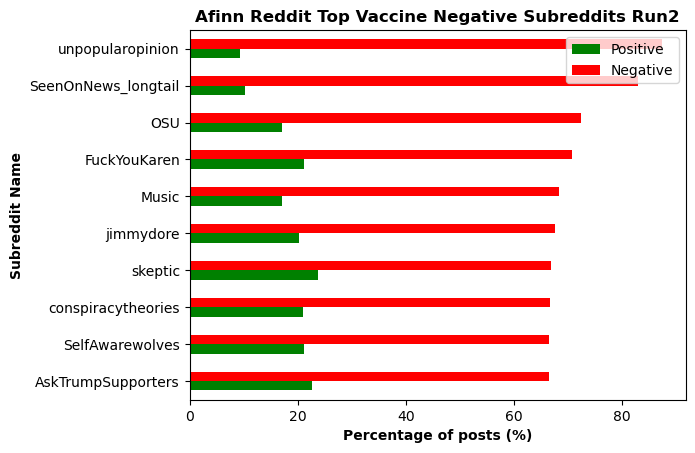 Afinn Reddit Top Vaccine Negative Subreddits Run2
Positive
Negative
Subreddit Name
unpopularopinion
SeenOnNews_longtail
OSU
FuckYouKaren
Music
jimmydore
skeptic
conspiracytheories
SelfAwarewolves
AskTrumpSupporters
0 20 40 60 80
Percentage of posts (%)